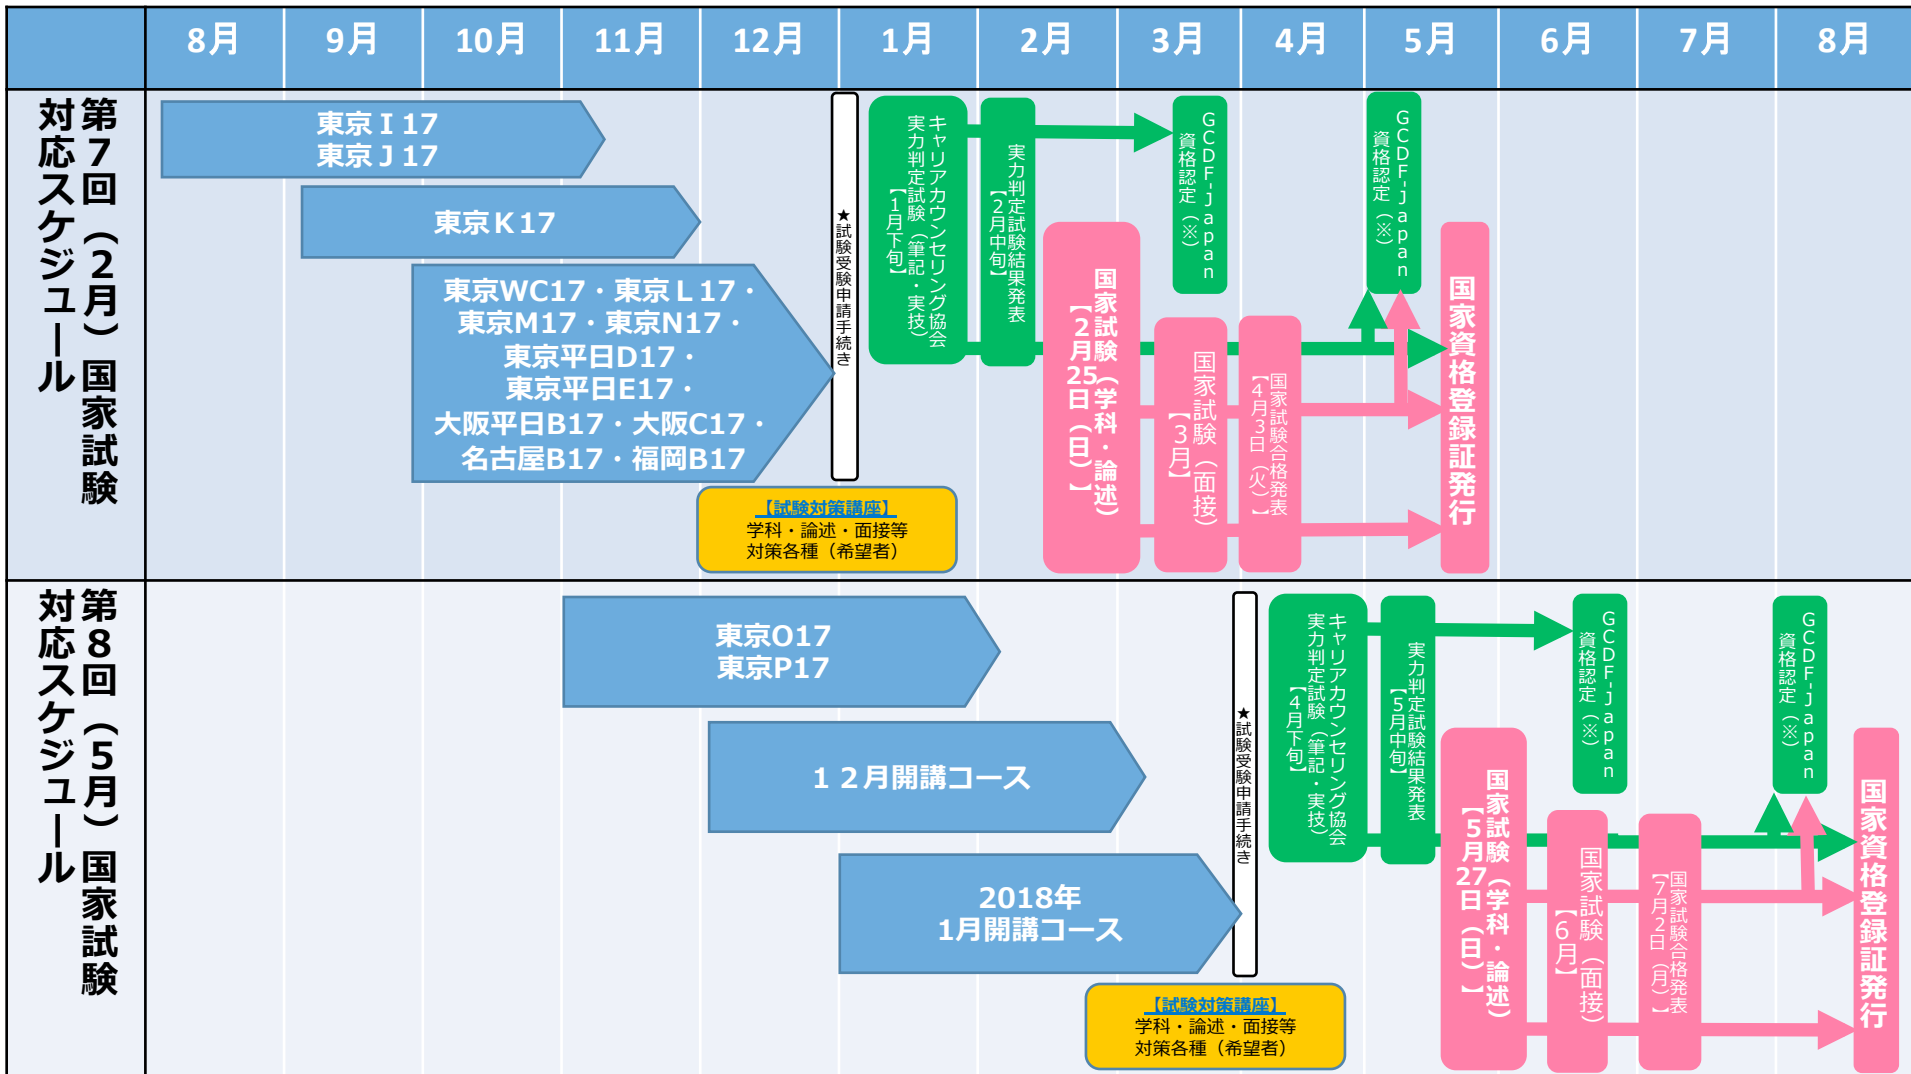 8月
9月
10月
11月
12月
1月
2月
3月
4月
5月
6月
7月
8月
第7回（2月）国家試験
対応スケジュール
東京Ｉ17
東京Ｊ17
東京Ｋ17
東京WC17・東京Ｌ17・
東京M17・東京N17・
東京平日D17・
東京平日E17・
大阪平日B17・大阪C17・
名古屋B17・福岡B17
★試験受験申請手続き
【試験対策講座】
学科・論述・面接等
対策各種（希望者）
キャリアカウンセリング協会
実力判定試験（筆記・実技）
【1月下旬】
実力判定試験結果発表
【2月中旬】
国家試験（学科・論述）
【2月25日（日）】
GCDF-Japan
資格認定（※）
国家試験（面接）
【3月】
国家試験合格発表
【4月3日（火）】
GCDF-Japan
資格認定（※）
国家資格登録証発行
第8回（5月）国家試験
対応スケジュール
東京O17
東京P17
１２月開講コース
2018年
1月開講コース
★試験受験申請手続き
【試験対策講座】
学科・論述・面接等
対策各種（希望者）
キャリアカウンセリング協会
実力判定試験（筆記・実技）
【4月下旬】
実力判定試験結果発表
【5月中旬】
国家試験（学科・論述）
【5月27日（日）】
GCDF-Japan
資格認定（※）
国家試験（面接）
【6月】
国家試験合格発表
【7月2日（月）】
GCDF-Japan
資格認定（※）
国家資格登録証発行